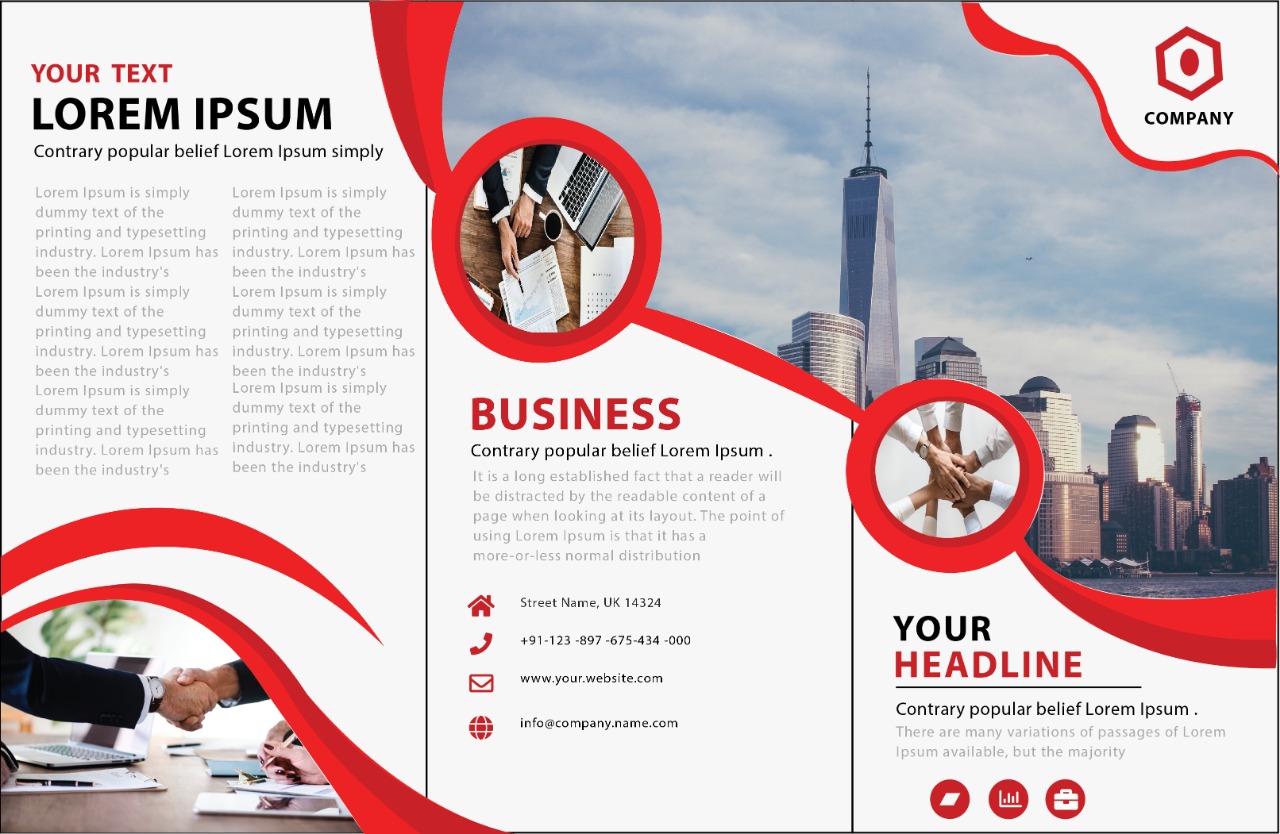 YOUR TEXT
LOREM IPSUM
Contrary popular belief Lorem Ipsum simply
Lorem Ipsum is simply
dummy text of the
printing and typesetting
industry. Lorem Ipsum has
been the industry's
Lorem Ipsum is simply
dummy text of the
printing and typesetting
industry. Lorem Ipsum has
been the industry's
Lorem Ipsum is simply
dummy text of the
printing and typesetting
industry. Lorem Ipsum has
been the industry's
Lorem Ipsum is simply
dummy text of the
printing and typesetting
industry. Lorem Ipsum has
been the industry's
Lorem Ipsum is simply
dummy text of the
printing and typesetting
industry. Lorem Ipsum has
been the industry's
Lorem Ipsum is simply
dummy text of the
printing and typesetting
industry. Lorem Ipsum has
been the industry's
BUSINESS
Contrary popular belief Lorem Ipsum .
It is a long established fact that a reader will
be distracted by the readable content of a
page when looking at its layout. The point of
using Lorem Ipsum is that it has a
more-or-less normal distribution
Street Name, UK 14324
+91-123 -897 -675-434 -000
www.your.website.com
info@company.name.com
COMPANY
YOUR
HEADLINE
Contrary popular belief Lorem Ipsum .
There are many variations of passages of Lorem
Ipsum available, but the majority